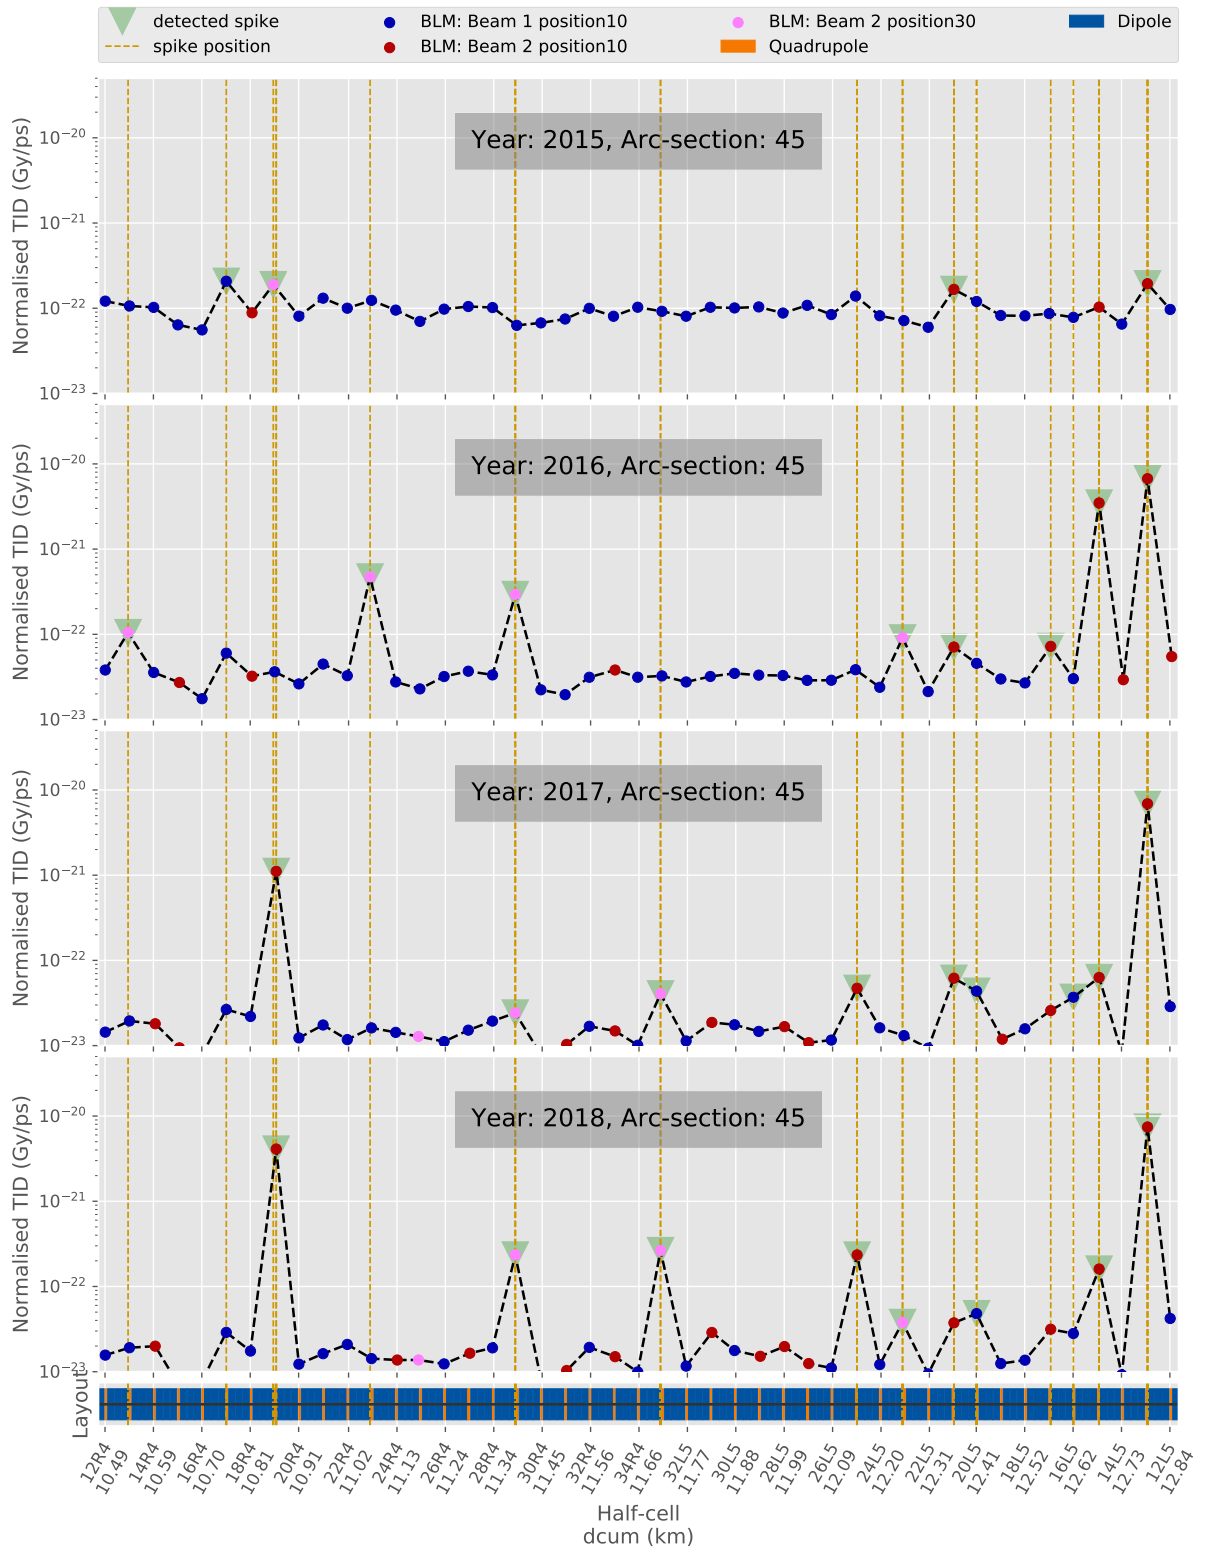 detected spike
spike position
BLM: Beam 1 position10
BLM: Beam 2 position10
BLM: Beam 2 position30
Quadrupole
Dipole
Normalised TID (Gy/ps)
10⁻²⁰
10⁻²¹
10⁻²²
10⁻²³
Year: 2015, Arc-section: 45
Normalised TID (Gy/ps)
10⁻²⁰
10⁻²¹
10⁻²²
10⁻²³
Year: 2016, Arc-section: 45
Normalised TID (Gy/ps)
10⁻²⁰
10⁻²¹
10⁻²²
10⁻²³
Year: 2017, Arc-section: 45
Normalised TID (Gy/ps)
10⁻²⁰
10⁻²¹
10⁻²²
10⁻²³
Year: 2018, Arc-section: 45
Layout
12R4
10.49
14R4
10.59
16R4
10.70
18R4
10.81
20R4
10.91
22R4
11.02
24R4
11.13
26R4
11.24
28R4
11.34
30R4
11.45
32R4
11.56
34R4
11.66
32L5
11.77
30L5
11.88
28L5
11.99
26L5
12.09
24L5
12.20
22L5
12.31
20L5
12.41
18L5
12.52
16L5
12.62
14L5
12.73
12L5
12.84
Half-cell
dcum (km)